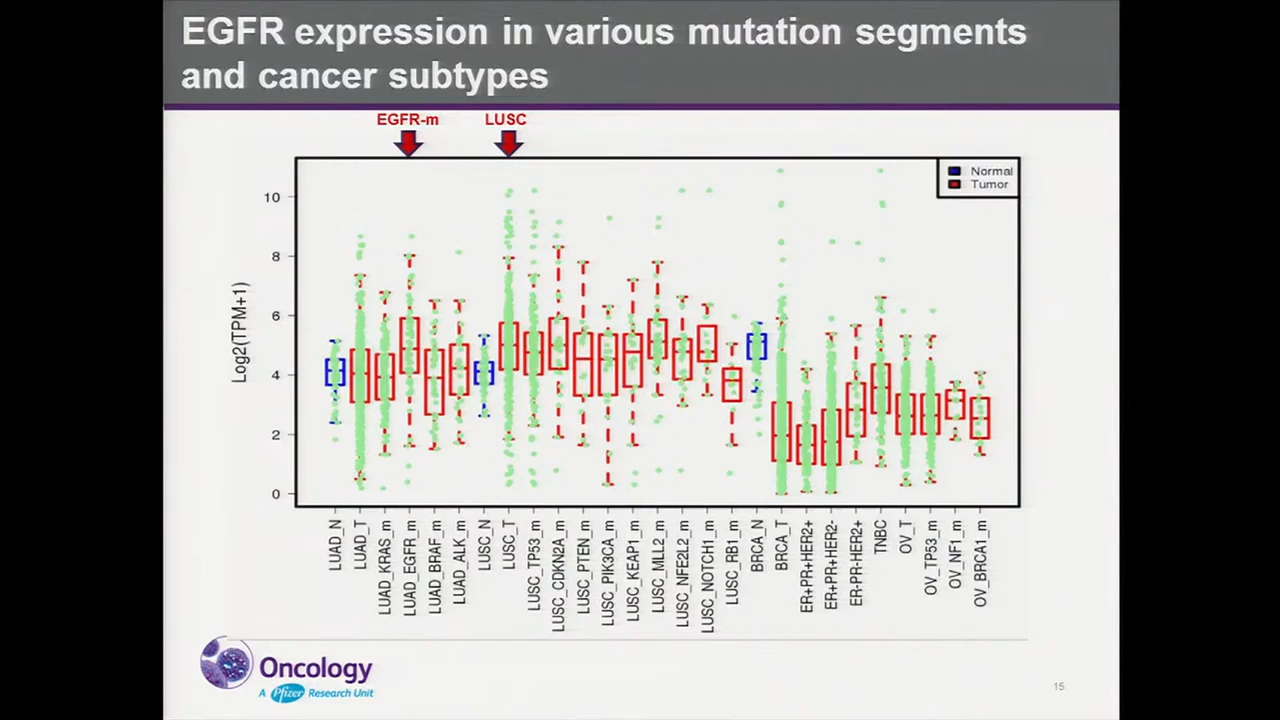 EGFR expression in various mutation segments
and cancer subtypes
EGFR-m
LUSC
Normal
Tumor
Log2(TPM+1)
10
8
6
4
2
0
LUAD_N
LUAD_T
LUAD_KRAS_m
LUAD_EGFR_m
LUAD_BRAF_m
LUAD_ALK_m
LUSC_N
LUSC_T
LUSC_TP53_m
LUSC_CDKN2A_m
LUSC_PTEN_m
LUSC_PIK3CA_m
LUSC_KEAP1_m
LUSC_MLL2_m
LUSC_NFE2L2_m
LUSC_NOTCH1_m
LUSC_RB1_m
BRCA_N
BRCA_T
ER+PR+HER2+
ER+PR+HER2-
ER-PR-HER2+
TNBC
OV_T
OV_TP53_m
OV_NF1_m
OV_BRCA1_m
Oncology
A Pfizer Research Unit
15